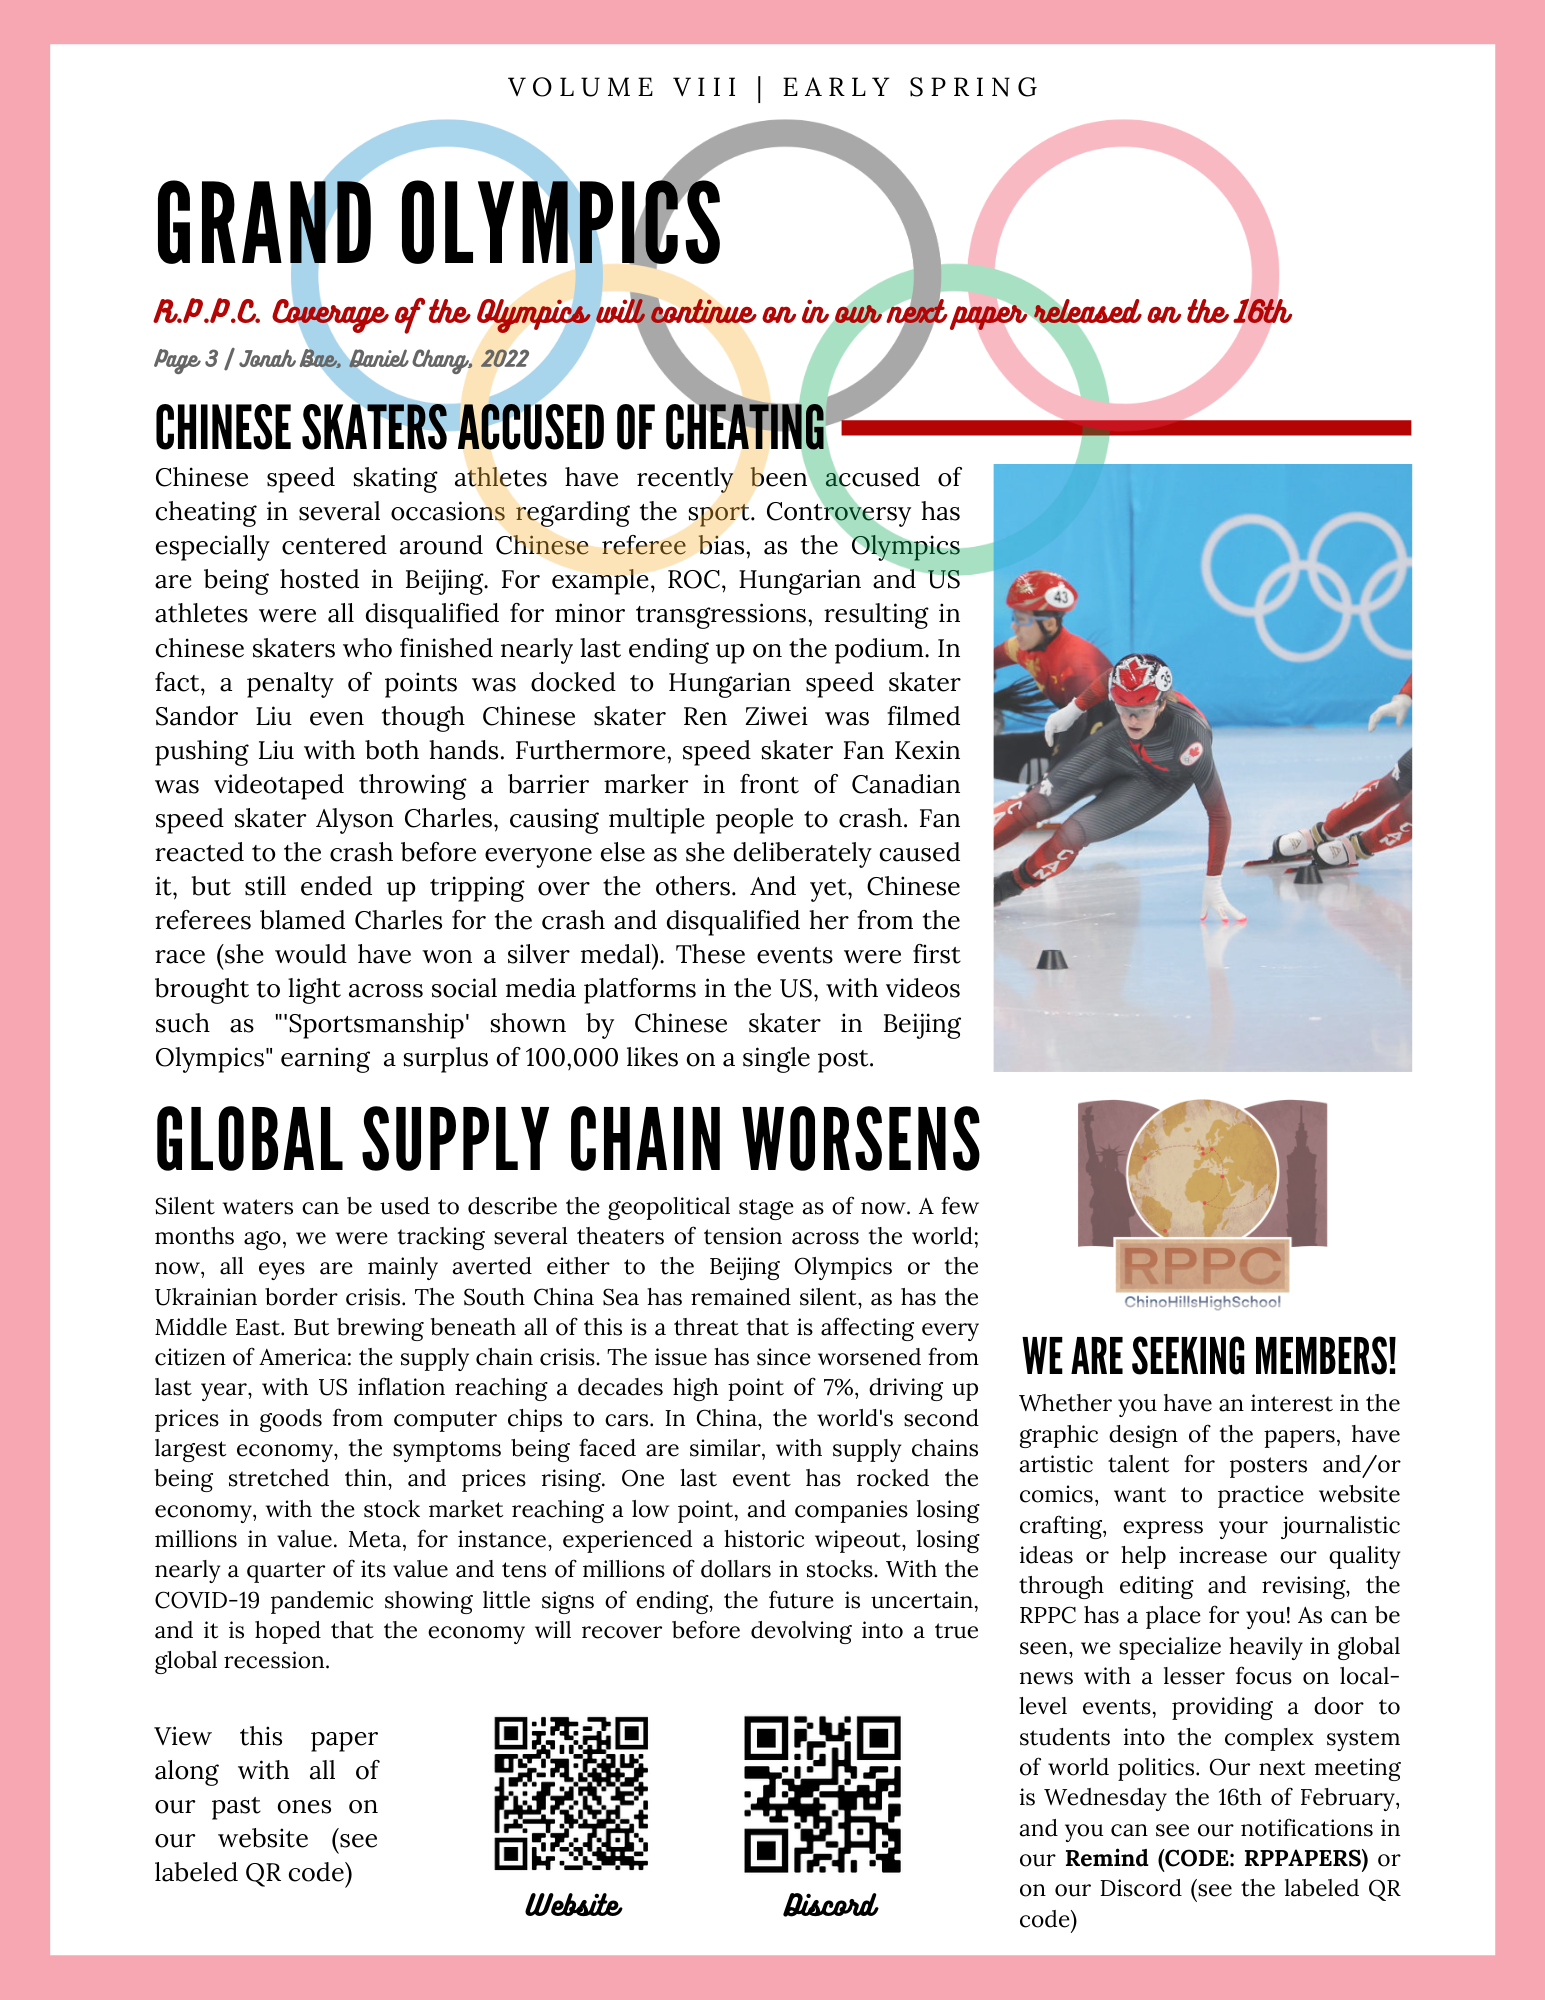 VOLUME VIII | EARLY SPRING
GRAND OLYMPICS
R.P.P.C. Coverage of the Olympics will continue on in our next paper released on the 16th
Page 3 / Jonah Bae, Daniel Chang, 2022
CHINESE SKATERS ACCUSED OF CHEATING
Chinese speed skating athletes have recently been accused of
cheating in several occasions regarding the sport. Controversy has
especially centered around Chinese referee bias, as the Olympics
are being hosted in Beijing. For example, ROC, Hungarian and US
athletes were all disqualified for minor transgressions, resulting in
chinese skaters who finished nearly last ending up on the podium. In
fact, a penalty of points was docked to Hungarian speed skater
Sandor Liu even though Chinese skater Ren Ziwei was filmed
pushing Liu with both hands. Furthermore, speed skater Fan Kexin
was videotaped throwing a barrier marker in front of Canadian
speed skater Alyson Charles, causing multiple people to crash. Fan
reacted to the crash before everyone else as she deliberately caused
it, but still ended up tripping over the others. And yet, Chinese
referees blamed Charles for the crash and disqualified her from the
race (she would have won a silver medal). These events were first
brought to light across social media platforms in the US, with videos
such as "'Sportsmanship' shown by Chinese skater in Beijing
Olympics" earning a surplus of 100,000 likes on a single post.
43
39
GLOBAL SUPPLY CHAIN WORSENS
Silent waters can be used to describe the geopolitical stage as of now. A few
months ago, we were tracking several theaters of tension across the world;
now, all eyes are mainly averted either to the Beijing Olympics or the
Ukrainian border crisis. The South China Sea has remained silent, as has the
Middle East. But brewing beneath all of this is a threat that is affecting every
citizen of America: the supply chain crisis. The issue has since worsened from
last year, with US inflation reaching a decades high point of 7%, driving up
prices in goods from computer chips to cars. In China, the world's second
largest economy, the symptoms being faced are similar, with supply chains
being stretched thin, and prices rising. One last event has rocked the
economy, with the stock market reaching a low point, and companies losing
millions in value. Meta, for instance, experienced a historic wipeout, losing
nearly a quarter of its value and tens of millions of dollars in stocks. With the
COVID-19 pandemic showing little signs of ending, the future is uncertain,
and it is hoped that the economy will recover before devolving into a true
global recession.
View this paper
along with all of
our past ones on
our website (see
labeled QR code)
Website
Discord
RPPC
ChinoHillsHighSchool
WE ARE SEEKING MEMBERS!
Whether you have an interest in the
graphic design of the papers, have
artistic talent for posters and/or
comics, want to practice website
crafting, express your journalistic
ideas or help increase our quality
through editing and revising, the
RPPC has a place for you! As can be
seen, we specialize heavily in global
news with a lesser focus on local-
level events, providing a door to
students into the complex system
of world politics. Our next meeting
is Wednesday the 16th of February,
and you can see our notifications in
our Remind (CODE: RPPAPERS) or
on our Discord (see the labeled QR
code)